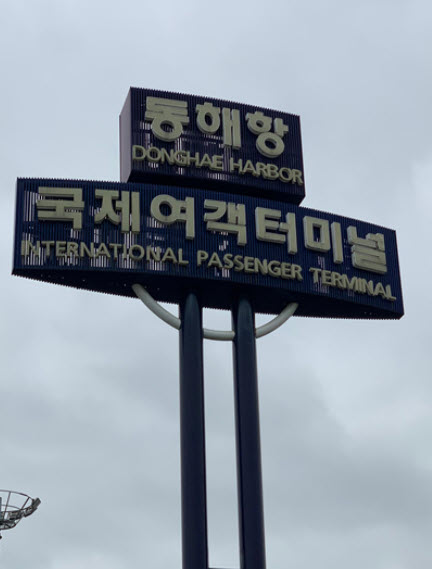 동해항
DONGHAE HARBOR
국제여객터미널
INTERNATIONAL PASSENGER TERMINAL